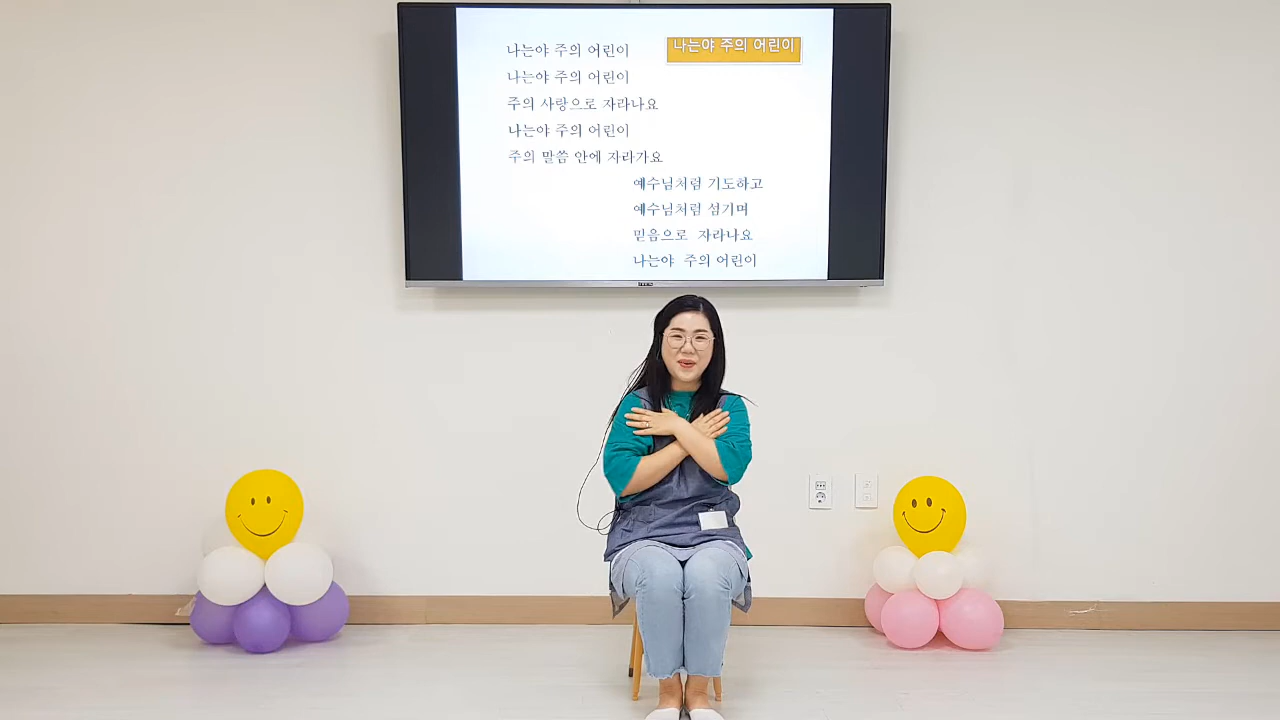 나는야 주의 어린이
나는야 주의 어린이
나는야 주의 어린이
주의 사랑으로 자라나요
나는야 주의 어린이
주의 말씀 안에 자라가요
예수님처럼 기도하고
예수님처럼 섬기며
믿음으로 자라나요
나는야 주의 어린이